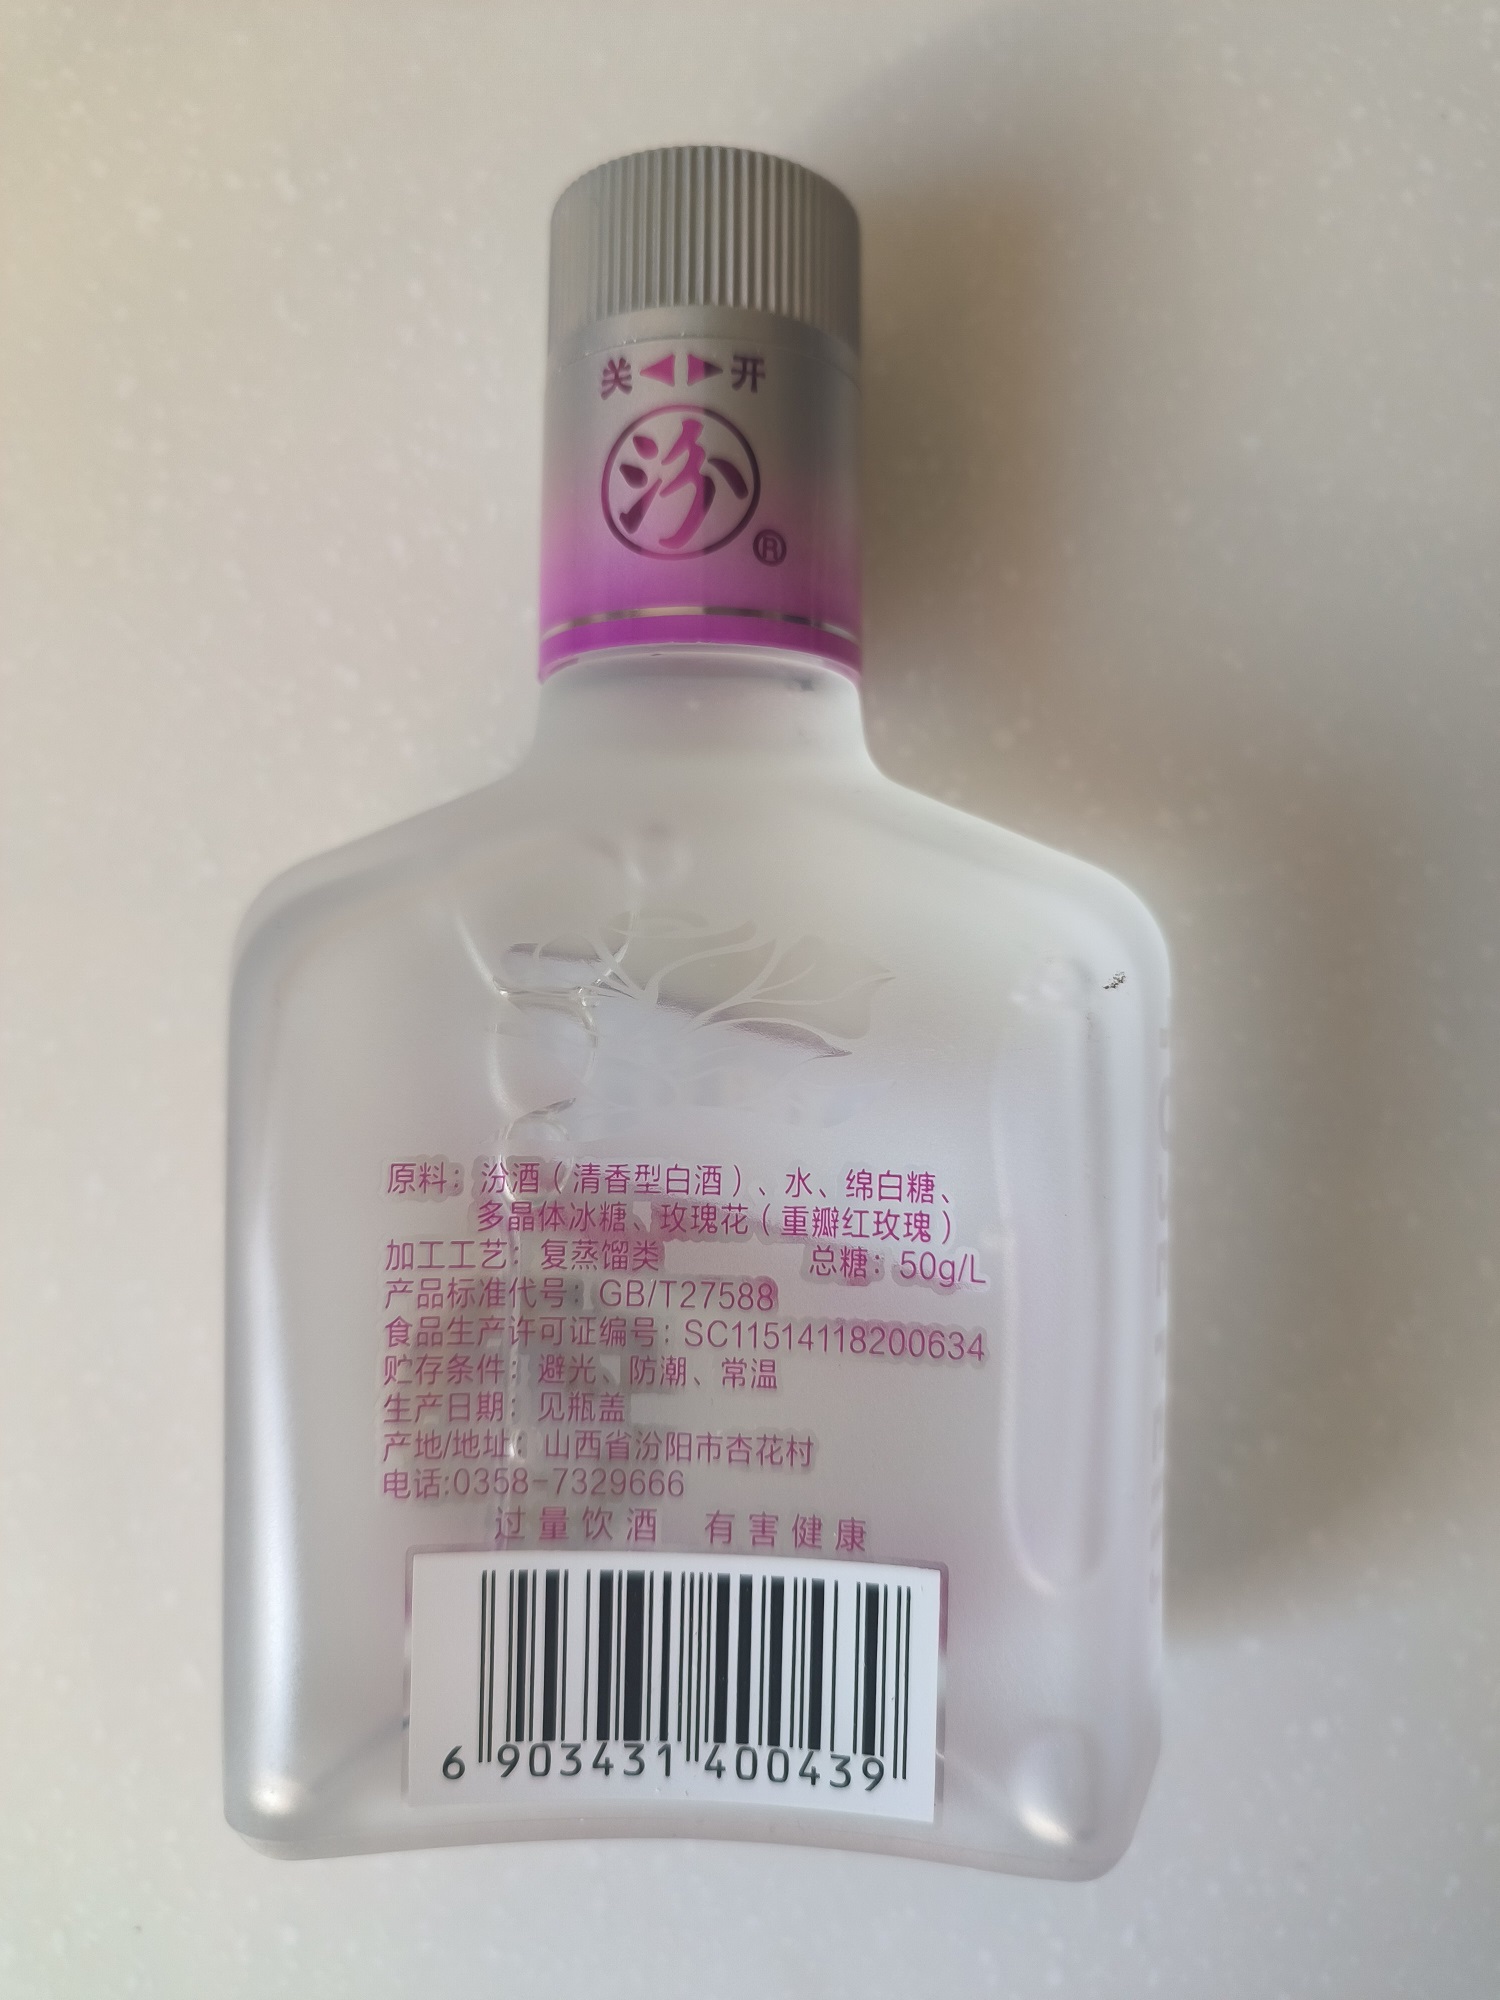 关 开
汾
®
原料：汾酒（清香型白酒）、水、绵白糖、
多晶体冰糖、玫瑰花（重瓣红玫瑰）
加工工艺：复蒸馏类 总糖：50g/L
产品标准代号：GB/T27588
食品生产许可证编号：SC11514118200634
贮存条件：避光、防潮、常温
生产日期：见瓶盖
产地/地址：山西省汾阳市杏花村
电话:0358-7329666
过量饮酒 有害健康
6 903431 400439